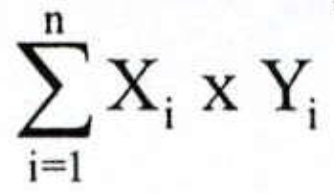 n
∑ Xᵢ x Yᵢ
i=1